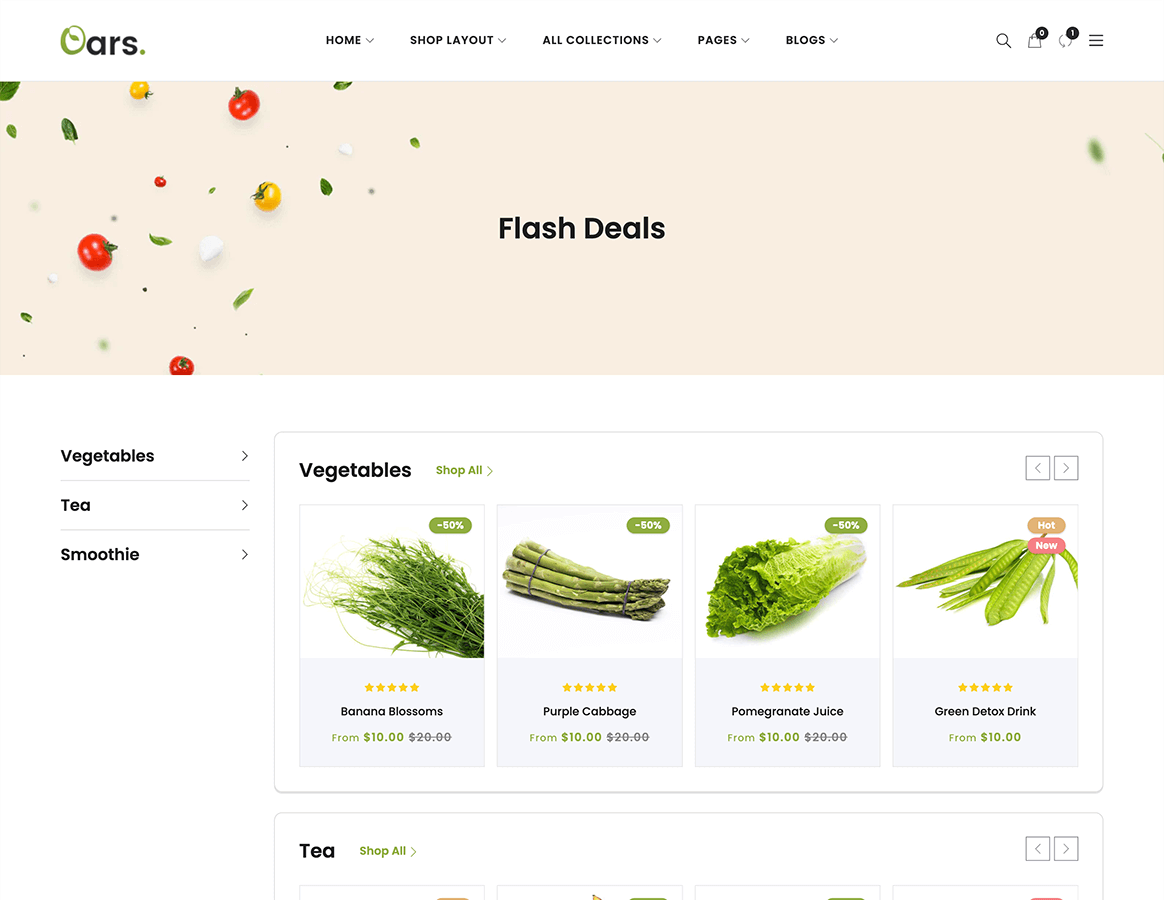 Oars.
HOME SHOP LAYOUT ALL COLLECTIONS PAGES BLOGS
0 1
Flash Deals
Vegetables
Tea
Smoothie
Vegetables Shop All
-50% -50% -50% Hot
New
Banana Blossoms Purple Cabbage Pomegranate Juice Green Detox Drink
From $10.00 $20.00 From $10.00 $20.00 From $10.00 $20.00 From $10.00
Tea Shop All